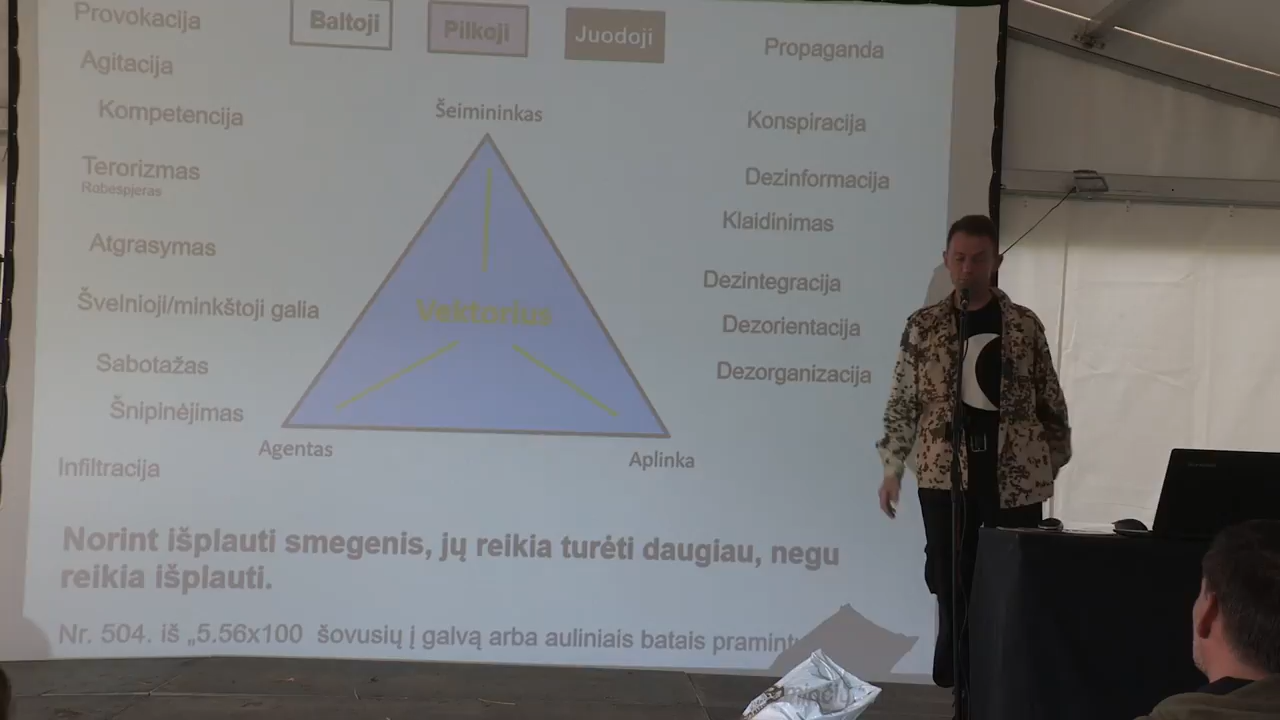 Provokacija
Baltoji
Pilkoji
Juodoji
Propaganda
Agitacija
Kompetencija
Šeimininkas
Konspiracija
Terorizmas
Robespjeras
Dezinformacija
Atgrasymas
Klaidinimas
Švelnioji/minkštoji galia
Vektorius
Dezintegracija
Dezorientacija
Sabotažas
Dezorganizacija
Šnipinėjimas
Agentas
Aplinka
Infiltracija
Norint išplauti smegenis, jų reikia turėti daugiau, negu
reikia išplauti.
Nr. 504. iš „5.56x100 šovusių į galvą arba auliniais batais